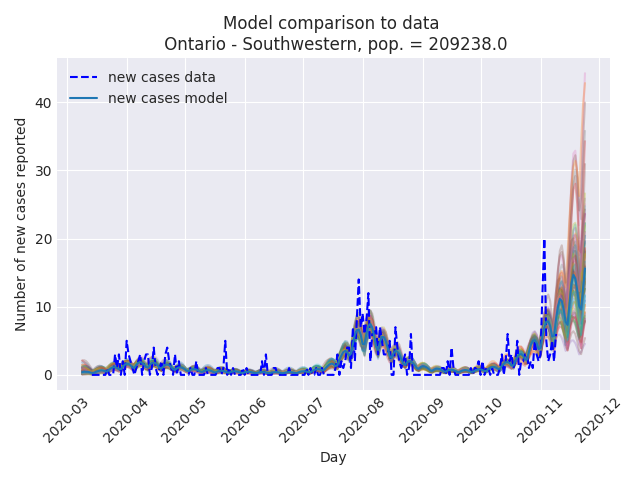 Model comparison to data
Ontario - Southwestern, pop. = 209238.0
new cases data
new cases model
Number of new cases reported
40
30
20
10
0
2020-03
2020-04
2020-05
2020-06
2020-07
2020-08
2020-09
2020-10
2020-11
2020-12
Day